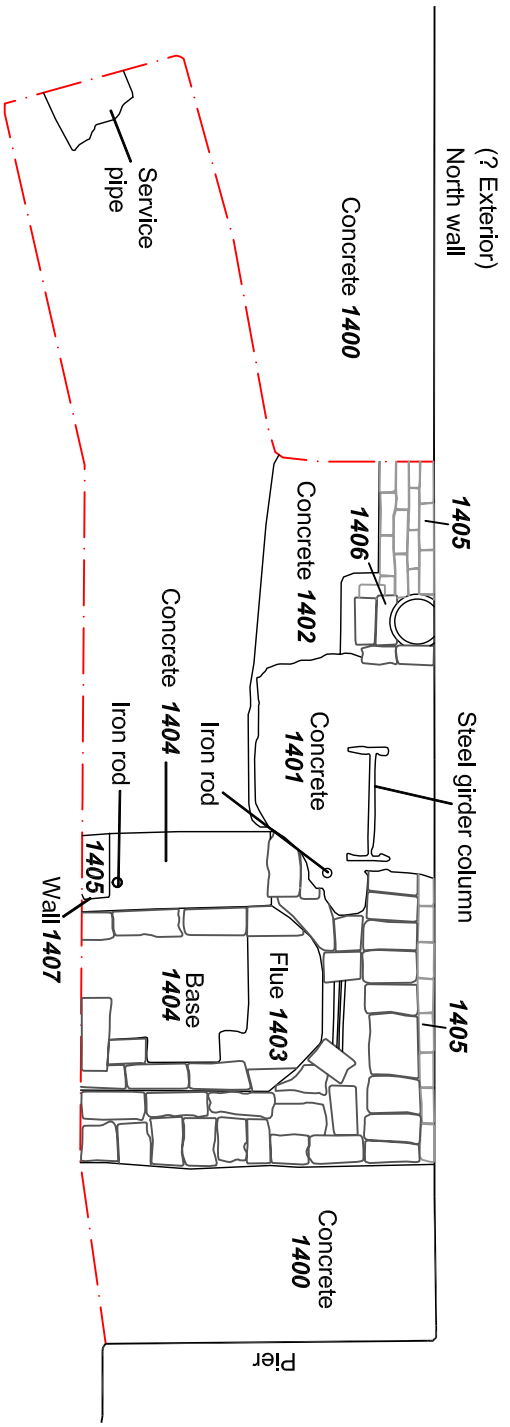 (? Exterior)
North wall
1405
Steel girder column
1405
Concrete 1400
1406
Concrete 1402
Concrete
1401
Iron rod
Flue 1403
Concrete
1400
Pier
Service
pipe
Concrete 1404
Iron rod
Base
1404
1405
Wall 1407